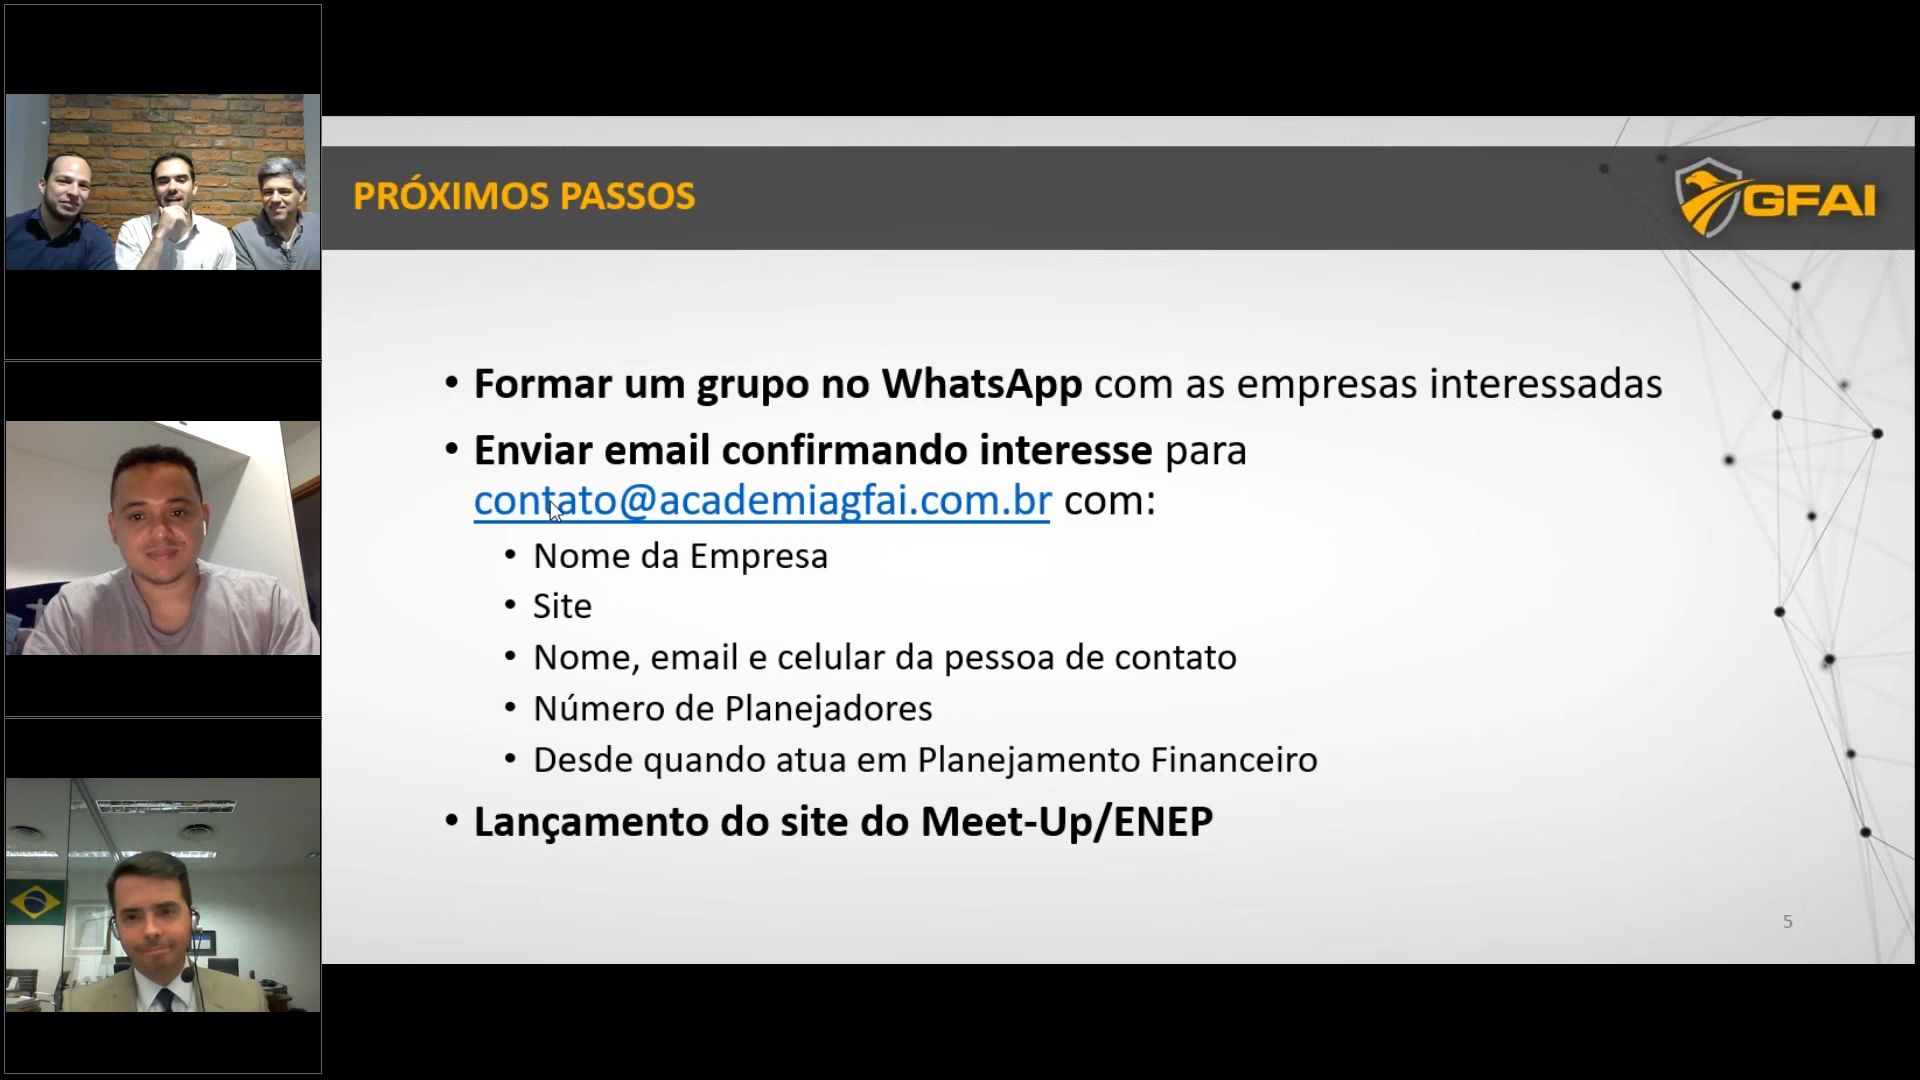 PRÓXIMOS PASSOS
GFAI
• Formar um grupo no WhatsApp com as empresas interessadas
• Enviar email confirmando interesse para
contato@academiagfai.com.br com:
• Nome da Empresa
• Site
• Nome, email e celular da pessoa de contato
• Número de Planejadores
• Desde quando atua em Planejamento Financeiro
• Lançamento do site do Meet-Up/ENEP
5